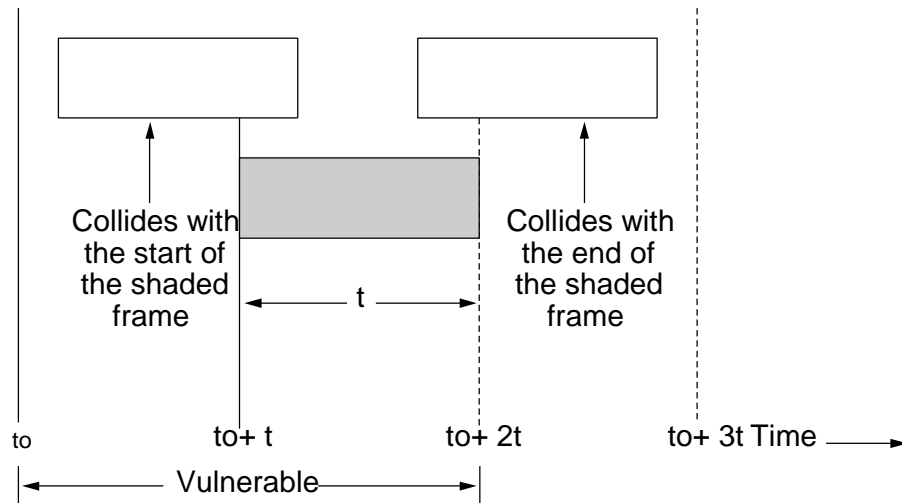 Collides with
the start of
the shaded
frame
Collides with
the end of
the shaded
frame
t
to
to+ t
to+ 2t
to+ 3t Time
Vulnerable